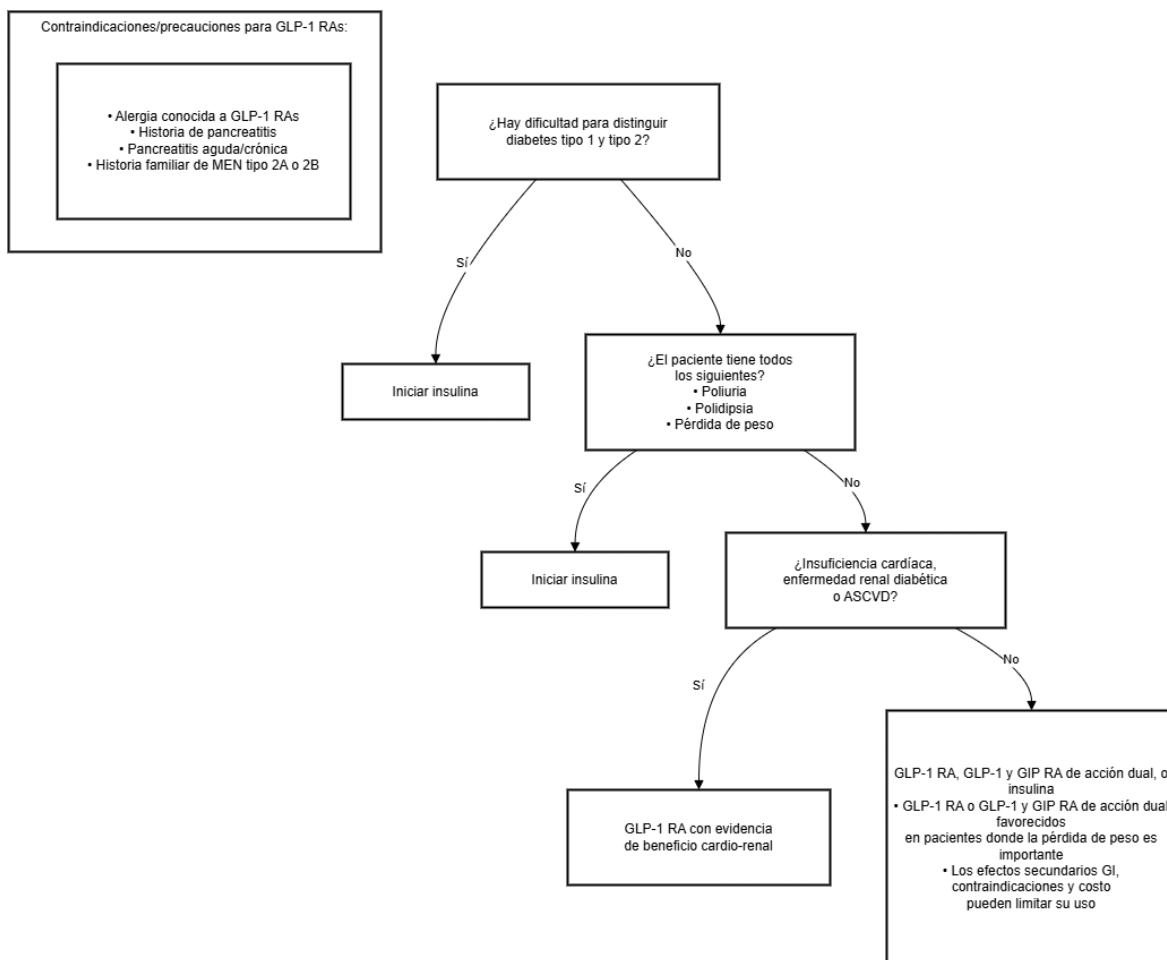 Contraindicaciones/precauciones para GLP-1 RAs:
• Alergia conocida a GLP-1 RAs
• Historia de pancreatitis
• Pancreatitis aguda/crónica
• Historia familiar de MEN tipo 2A o 2B
¿Hay dificultad para distinguir
diabetes tipo 1 y tipo 2?
Sí
No
Iniciar insulina
¿El paciente tiene todos
los siguientes?
• Poliuria
• Polidipsia
• Pérdida de peso
Sí
No
Iniciar insulina
¿Insuficiencia cardíaca,
enfermedad renal diabética
o ASCVD?
Sí
No
GLP-1 RA con evidencia
de beneficio cardio-renal
GLP-1 RA, GLP-1 y GIP RA de acción dual, o
insulina
• GLP-1 RA o GLP-1 y GIP RA de acción dual
favorecidos
en pacientes donde la pérdida de peso es
importante
• Los efectos secundarios GI,
contraindicaciones y costo
pueden limitar su uso